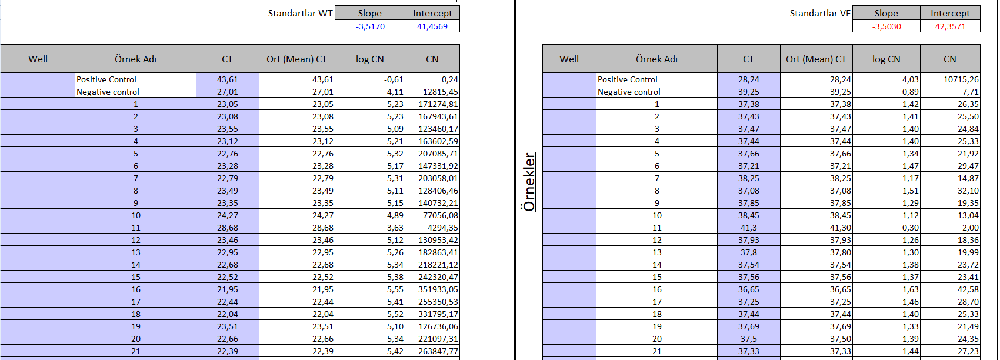 Standartlar WT Slope Intercept
-3,5170 41,4569
Well Örnek Adı CT Ort (Mean) CT log CN CN
Positive Control 43,61 43,61 -0,61 0,24
Negative control 27,01 27,01 4,11 12815,45
1 23,05 23,05 5,23 171274,81
2 23,08 23,08 5,23 167943,61
3 23,55 23,55 5,09 123460,17
4 23,12 23,12 5,21 163602,59
5 22,76 22,76 5,32 207085,71
6 23,28 23,28 5,17 147331,92
7 22,79 22,79 5,31 203058,01
8 23,49 23,49 5,11 128406,46
9 23,35 23,35 5,15 140732,21
10 24,27 24,27 4,89 77056,08
11 28,68 28,68 3,63 4294,35
12 23,46 23,46 5,12 130953,42
13 22,95 22,95 5,26 182863,41
14 22,68 22,68 5,34 218221,12
15 22,52 22,52 5,38 242320,47
16 21,95 21,95 5,55 351933,05
17 22,44 22,44 5,41 255350,53
18 22,04 22,04 5,52 331795,17
19 23,51 23,51 5,10 126736,06
20 22,66 22,66 5,34 221097,31
21 22,39 22,39 5,42 263847,77
Örnekler
Standartlar VF Slope Intercept
-3,5030 42,3571
Well Örnek Adı CT Ort (Mean) CT log CN CN
Positive Control 28,24 28,24 4,03 10715,26
Negative control 39,25 39,25 0,89 7,71
1 37,38 37,38 1,42 26,35
2 37,43 37,43 1,41 25,50
3 37,47 37,47 1,40 24,84
4 37,44 37,44 1,40 25,33
5 37,66 37,66 1,34 21,92
6 37,21 37,21 1,47 29,47
7 38,25 38,25 1,17 14,87
8 37,08 37,08 1,51 32,10
9 37,85 37,85 1,29 19,35
10 38,45 38,45 1,12 13,04
11 41,3 41,30 0,30 2,00
12 37,93 37,93 1,26 18,36
13 37,8 37,80 1,30 19,99
14 37,54 37,54 1,38 23,72
15 37,56 37,56 1,37 23,41
16 36,65 36,65 1,63 42,58
17 37,25 37,25 1,46 28,70
18 37,44 37,44 1,40 25,33
19 37,69 37,69 1,33 21,49
20 37,5 37,50 1,39 24,35
21 37,33 37,33 1,44 27,23